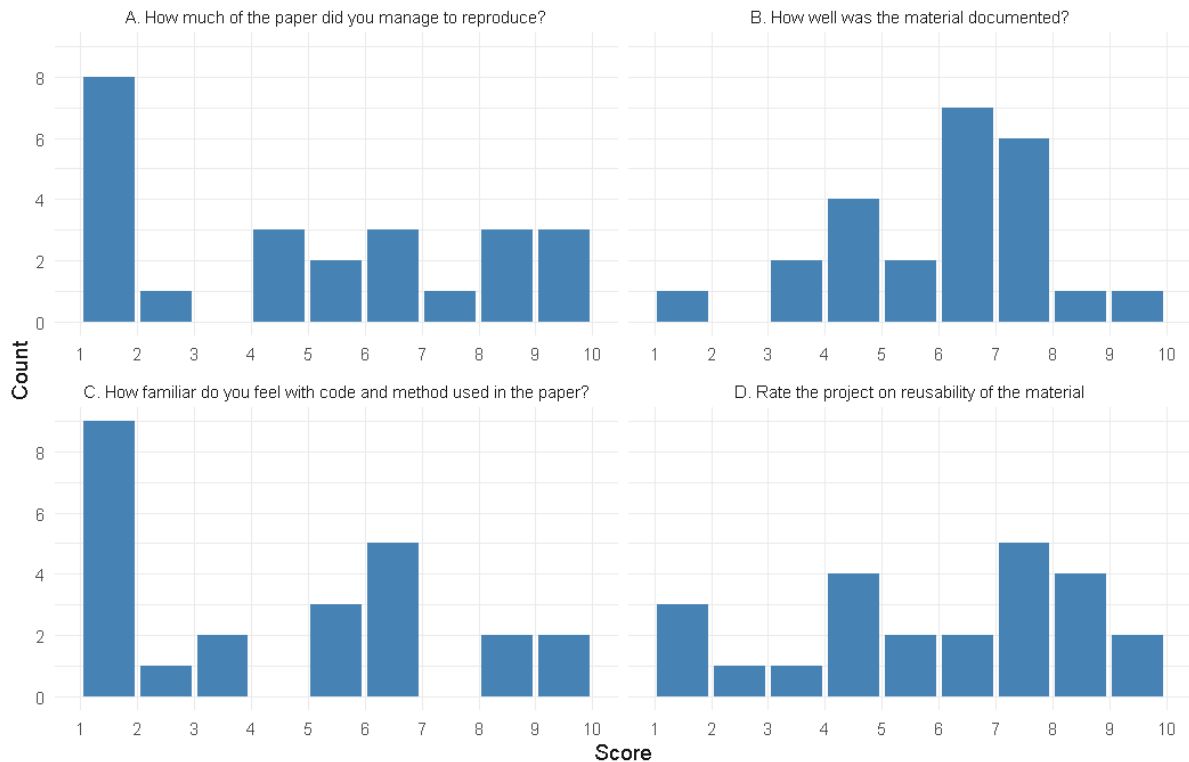 A. How much of the paper did you manage to reproduce?
B. How well was the material documented?
8
6
4
2
0
1 2 3 4 5 6 7 8 9 10
1 2 3 4 5 6 7 8 9 10
Count
C. How familiar do you feel with code and method used in the paper?
D. Rate the project on reusability of the material
8
6
4
2
0
1 2 3 4 5 6 7 8 9 10
1 2 3 4 5 6 7 8 9 10
Score